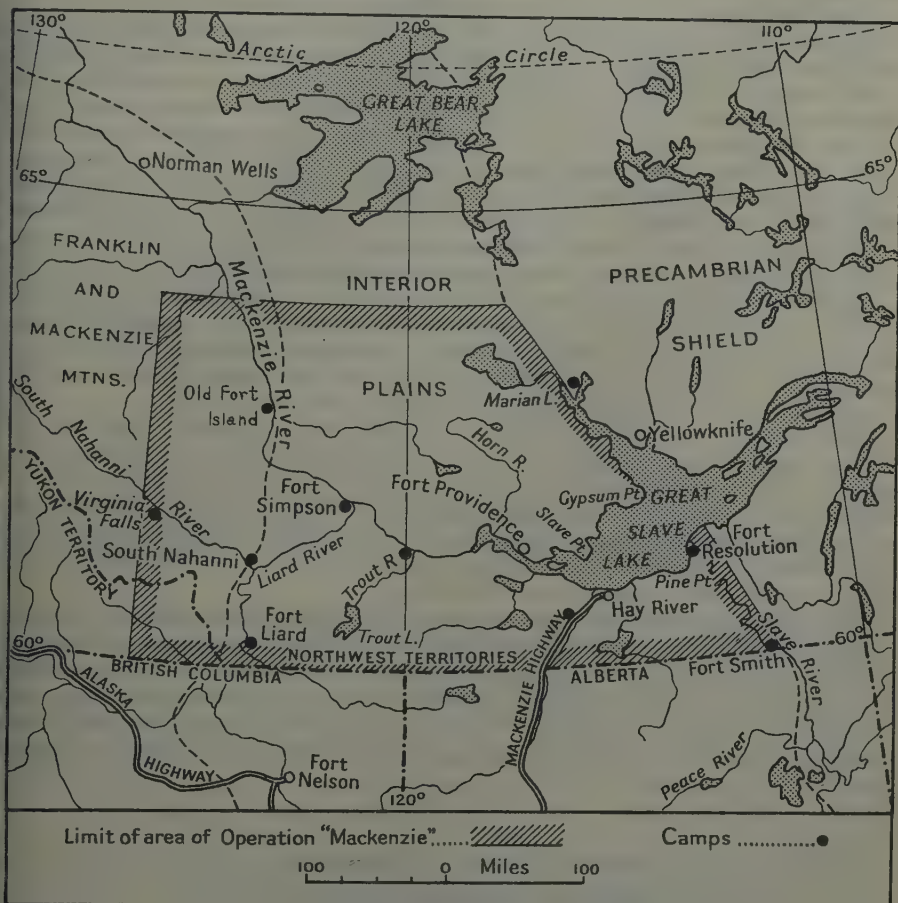 130°
120°
110°
Arctic Circle
GREAT BEAR
LAKE
Norman Wells
65°
65°
FRANKLIN
AND
MACKENZIE
MTNS.
Mackenzie
River
INTERIOR
PLAINS
PRECAMBRIAN
SHIELD
Old Fort
Island
Marian L.
Yellowknife
South
Nahanni
River
Horn R.
Fort Providence
Gypsum Pt.
GREAT
SLAVE
LAKE
Slave Pt.
Fort
Simpson
Virginia
Falls
YUKON TERRITORY
South Nahanni
Liard River
Trout R
Fort
Resolution
Pine Pt.
Hay River
Fort
Liard
Trout L.
60°
NORTHWEST TERRITORIES
60°
BRITISH COLUMBIA
ALBERTA
Fort Smith
Slave
River
MACKENZIE HIGHWAY
ALASKA
HIGHWAY
Fort
Nelson
Peace River
120°
Limit of area of Operation "Mackenzie"......
Camps ............
100 0 Miles 100